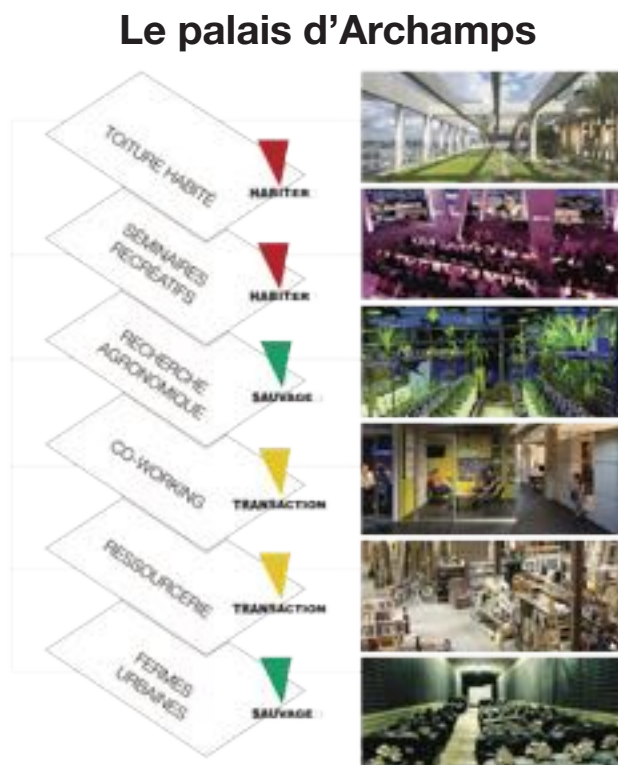 Le palais d'Archamps
TOITURE HABITÉ
HABITER
SÉMINAIRES
RÉCRÉATIFS
HABITER
RECHERCHE
AGRONOMIQUE
SAUVAGE
CO-WORKING
TRANSACTION
RESSOURCERIE
TRANSACTION
FERMES
URBAINES
SAUVAGE